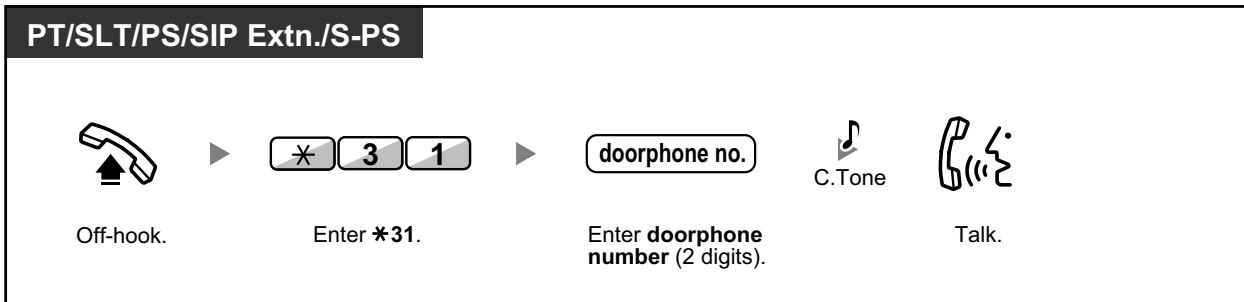 PT/SLT/PS/SIP Extn./S-PS
* 3 1
doorphone no.
C.Tone
Off-hook.
Enter *31.
Enter doorphone
number (2 digits).
Talk.